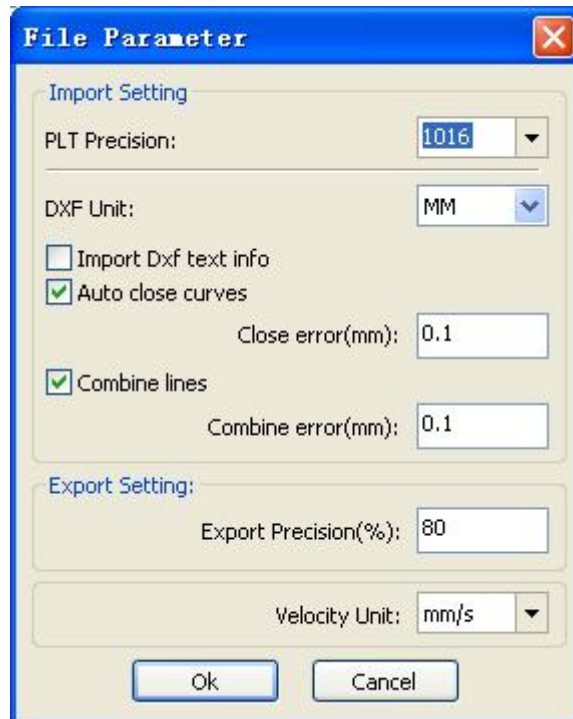 File Parameter
Import Setting
PLT Precision: 1016
DXF Unit: MM
Import Dxf text info
Auto close curves
Close error(mm): 0.1
Combine lines
Combine error(mm): 0.1
Export Setting:
Export Precision(%): 80
Velocity Unit: mm/s
Ok Cancel